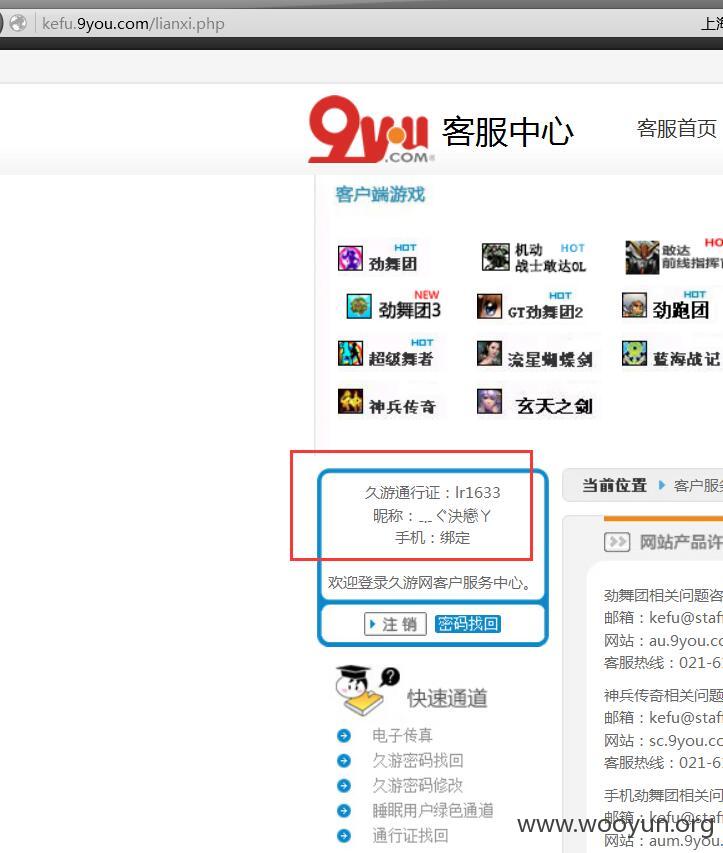 kefu.9you.com/lianxi.php
上海
9you
.COM®
客服中心
客服首页
客户端游戏
HOT
劲舞团
HOT
机动
战士敢达OL
HO
敢达
前线指挥官
NEW
劲舞团3
HOT
GT劲舞团2
HOT
劲跑团
HOT
超级舞者
流星蝴蝶剑
蓝海战记
神兵传奇
玄天之剑
久游通行证：lr1633
昵称：﹎く決戀丫
手机：绑定
欢迎登录久游网客户服务中心。
注 销
密码找回
当前位置
客户服务
网站产品许
劲舞团相关问题咨
邮箱：kefu@staff
网站：au.9you.co
客服热线：021-6
神兵传奇相关问题
邮箱：kefu@staff
网站：sc.9you.co
客服热线：021-6
手机劲舞团相关问
邮箱：kefu@staff
网站：aum.9you.
快速通道
电子传真
久游密码找回
久游密码修改
睡眠用户绿色通道
通行证找回
www.wooyun.org